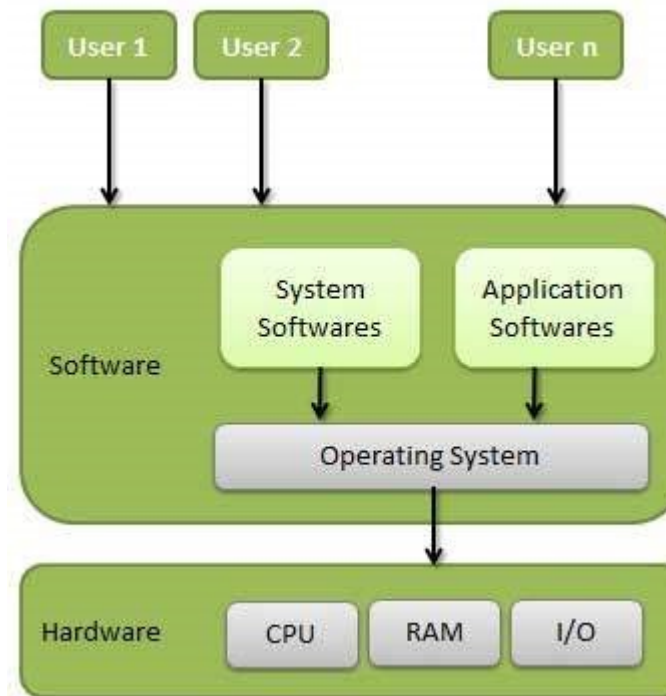 User 1
User 2
User n
System
Softwares
Application
Softwares
Software
Operating System
Hardware
CPU
RAM
I/O